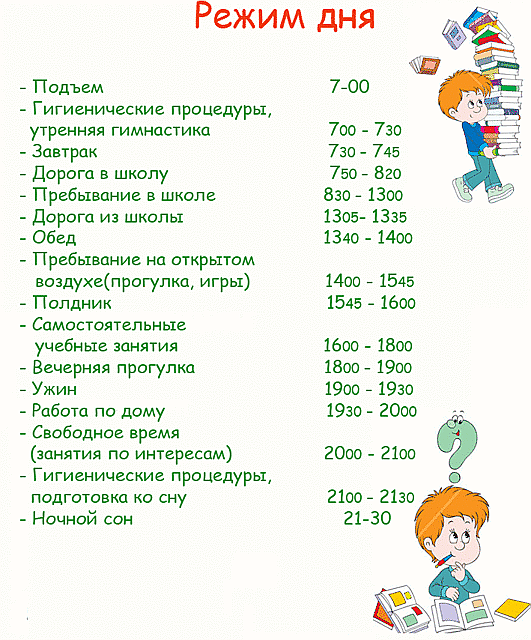 Режим дня
- Подъем 7-00
- Гигиенические процедуры,
утренняя гимнастика 700 - 730
- Завтрак 730 - 745
- Дорога в школу 750 - 820
- Пребывание в школе 830 - 1300
- Дорога из школы 1305- 1335
- Обед 1340 - 1400
- Пребывание на открытом
воздухе(прогулка, игры) 1400 - 1545
- Полдник 1545 - 1600
- Самостоятельные
учебные занятия 1600 - 1800
- Вечерняя прогулка 1800 - 1900
- Ужин 1900 - 1930
- Работа по дому 1930 - 2000
- Свободное время
(занятия по интересам) 2000 - 2100
- Гигиенические процедуры,
подготовка ко сну 2100 - 2130
- Ночной сон 21-30
?